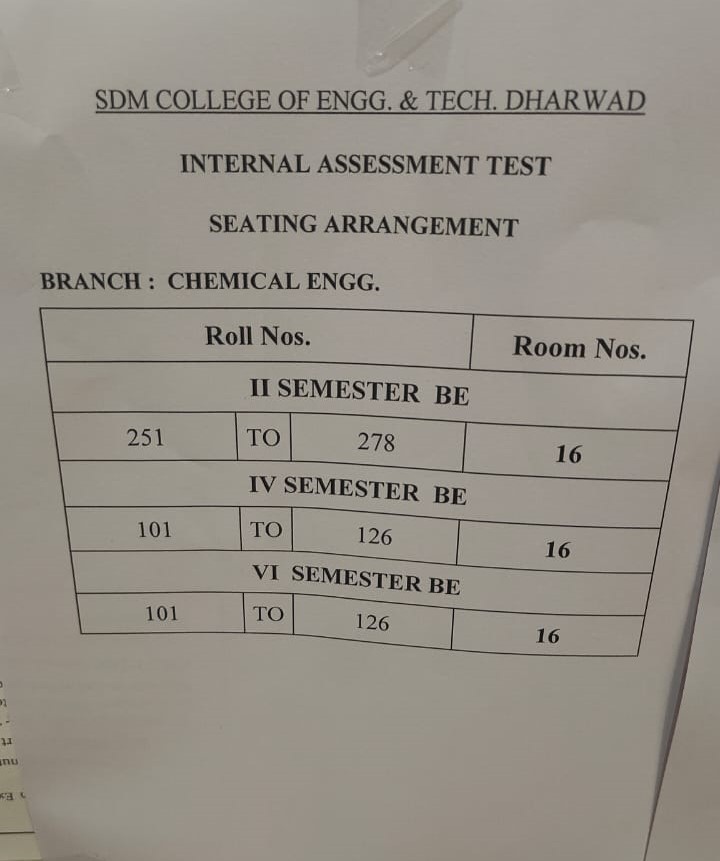 SDM COLLEGE OF ENGG. & TECH. DHARWAD
INTERNAL ASSESSMENT TEST
SEATING ARRANGEMENT
BRANCH : CHEMICAL ENGG.
Roll Nos. Room Nos.
II SEMESTER BE
251 TO 278 16
IV SEMESTER BE
101 TO 126 16
VI SEMESTER BE
101 TO 126 16